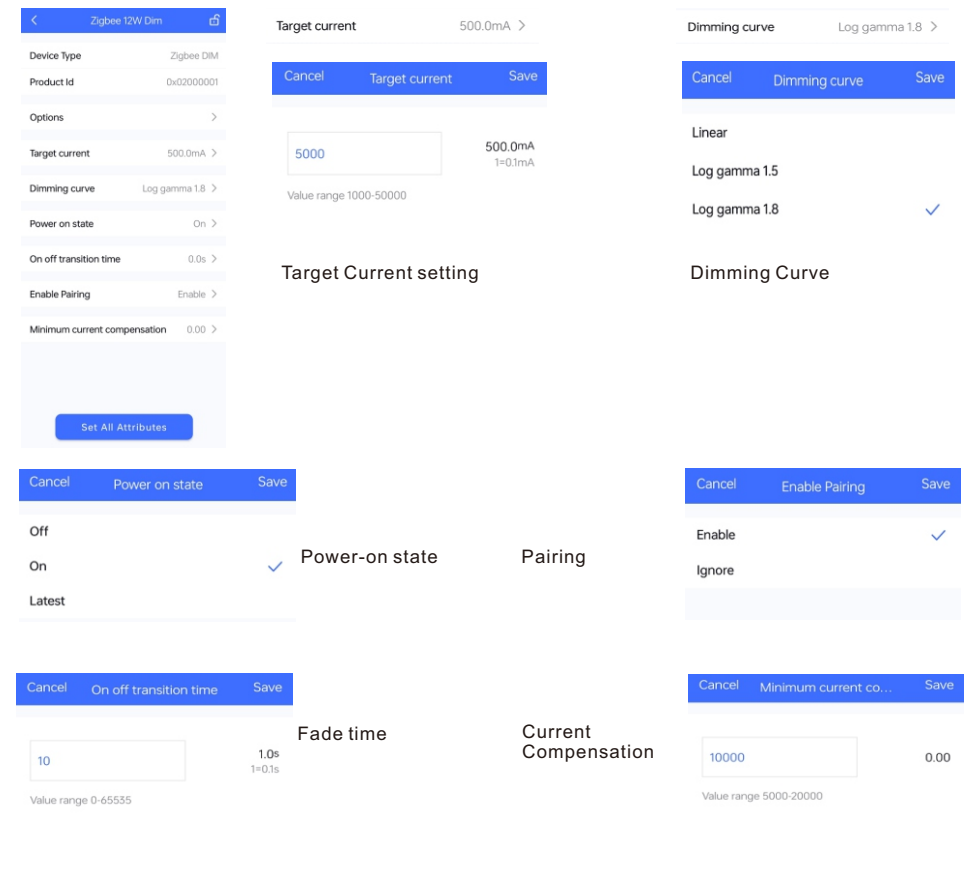 Zigbee 12W Dim
Device Type Zigbee DIM
Product Id 0x02000001
Options
Target current 500.0mA
Dimming curve Log gamma 1.8
Power on state On
On off transition time 0.0s
Enable Pairing Enable
Minimum current compensation 0.00
Set All Attributes
Target current 500.0mA
Cancel Target current Save
5000 500.0mA
1=0.1mA
Value range 1000-50000
Target Current setting
Dimming curve Log gamma 1.8
Cancel Dimming curve Save
Linear
Log gamma 1.5
Log gamma 1.8
Dimming Curve
Cancel Power on state Save
Off
On
Latest
Power-on state
Pairing
Cancel Enable Pairing Save
Enable
Ignore
Cancel On off transition time Save
10 1.0s
1=0.1s
Value range 0-65535
Fade time
Current
Compensation
Cancel Minimum current co... Save
10000 0.00
Value range 5000-20000